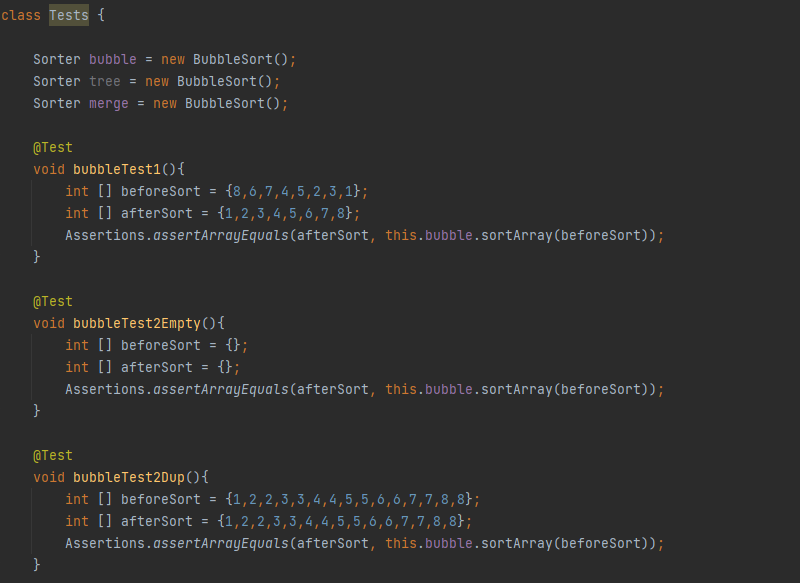 class Tests {
Sorter bubble = new BubbleSort();
Sorter tree = new BubbleSort();
Sorter merge = new BubbleSort();
@Test
void bubbleTest1(){
int [] beforeSort = {8,6,7,4,5,2,3,1};
int [] afterSort = {1,2,3,4,5,6,7,8};
Assertions.assertArrayEquals(afterSort, this.bubble.sortArray(beforeSort));
}
@Test
void bubbleTest2Empty(){
int [] beforeSort = {};
int [] afterSort = {};
Assertions.assertArrayEquals(afterSort, this.bubble.sortArray(beforeSort));
}
@Test
void bubbleTest2Dup(){
int [] beforeSort = {1,2,2,3,3,4,4,5,5,6,6,7,7,8,8};
int [] afterSort = {1,2,2,3,3,4,4,5,5,6,6,7,7,8,8};
Assertions.assertArrayEquals(afterSort, this.bubble.sortArray(beforeSort));
}